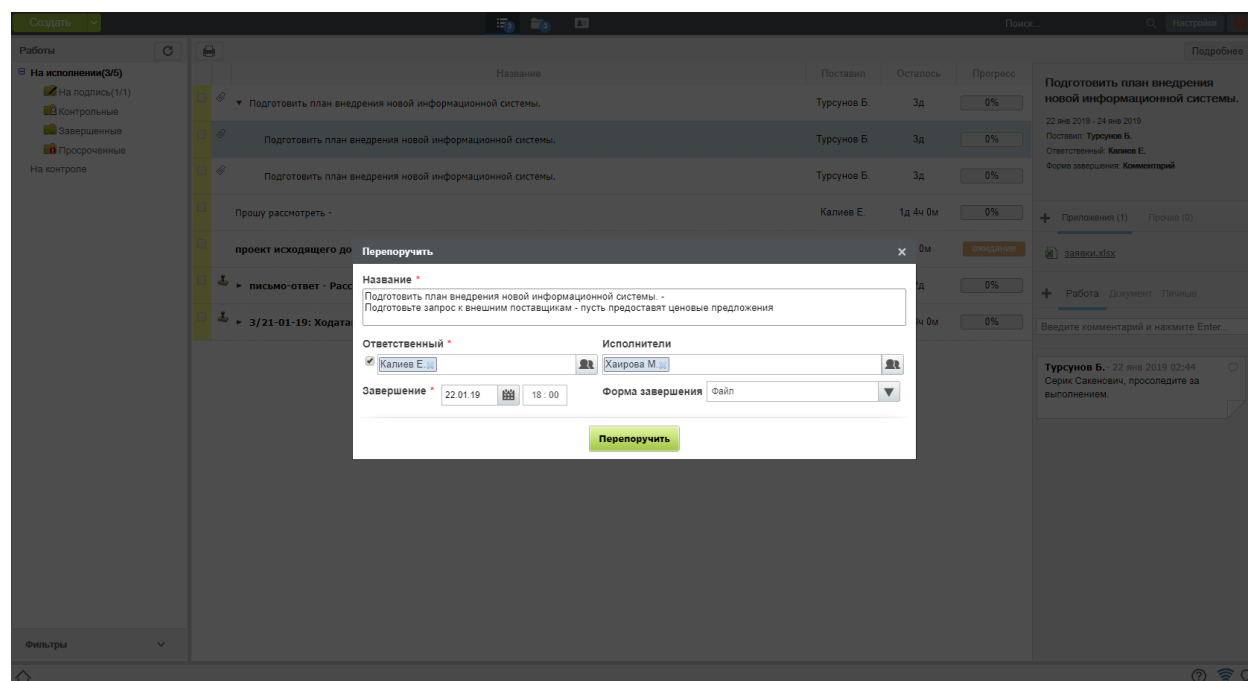 Создать
3
3
Поиск...
Настройки
Работы
Подробнее
На исполнении(3/5)
На подпись(1/1)
Контрольные
Завершенные
Просроченные
На контроле
Название
Поставил
Осталось
Прогресс
Подготовить план внедрения новой информационной системы.
Турсунов Б.
3д
0%
Подготовить план внедрения новой информационной системы.
Турсунов Б.
3д
0%
Подготовить план внедрения новой информационной системы.
Турсунов Б.
3д
0%
Прошу рассмотреть -
Калиев Е.
1д 4ч 0м
0%
проект исходящего до
0м
ожидание
письмо-ответ - Расс
0%
3/21-01-19: Ходата
0м
0%
Перепоручить
Название *
Подготовить план внедрения новой информационной системы. -
Подготовьте запрос к внешним поставщикам - пусть предоставят ценовые предложения
Ответственный *
Исполнители
Калиев Е.
Хаирова М.
Завершение *
22.01.19
18 : 00
Форма завершения
Файл
Перепоручить
Подготовить план внедрения
новой информационной системы.
22 янв 2019 - 24 янв 2019
Поставил: Турсунов Б.
Ответственный: Калиев Е.
Форма завершения: Комментарий
Приложения (1)
Прочие (0)
заявки.xlsx
Работа Документ Личные
Введите комментарий и нажмите Enter...
Турсунов Б. - 22 янв 2019 02:44
Серик Сакенович, проследите за
выполнением.
Фильтры